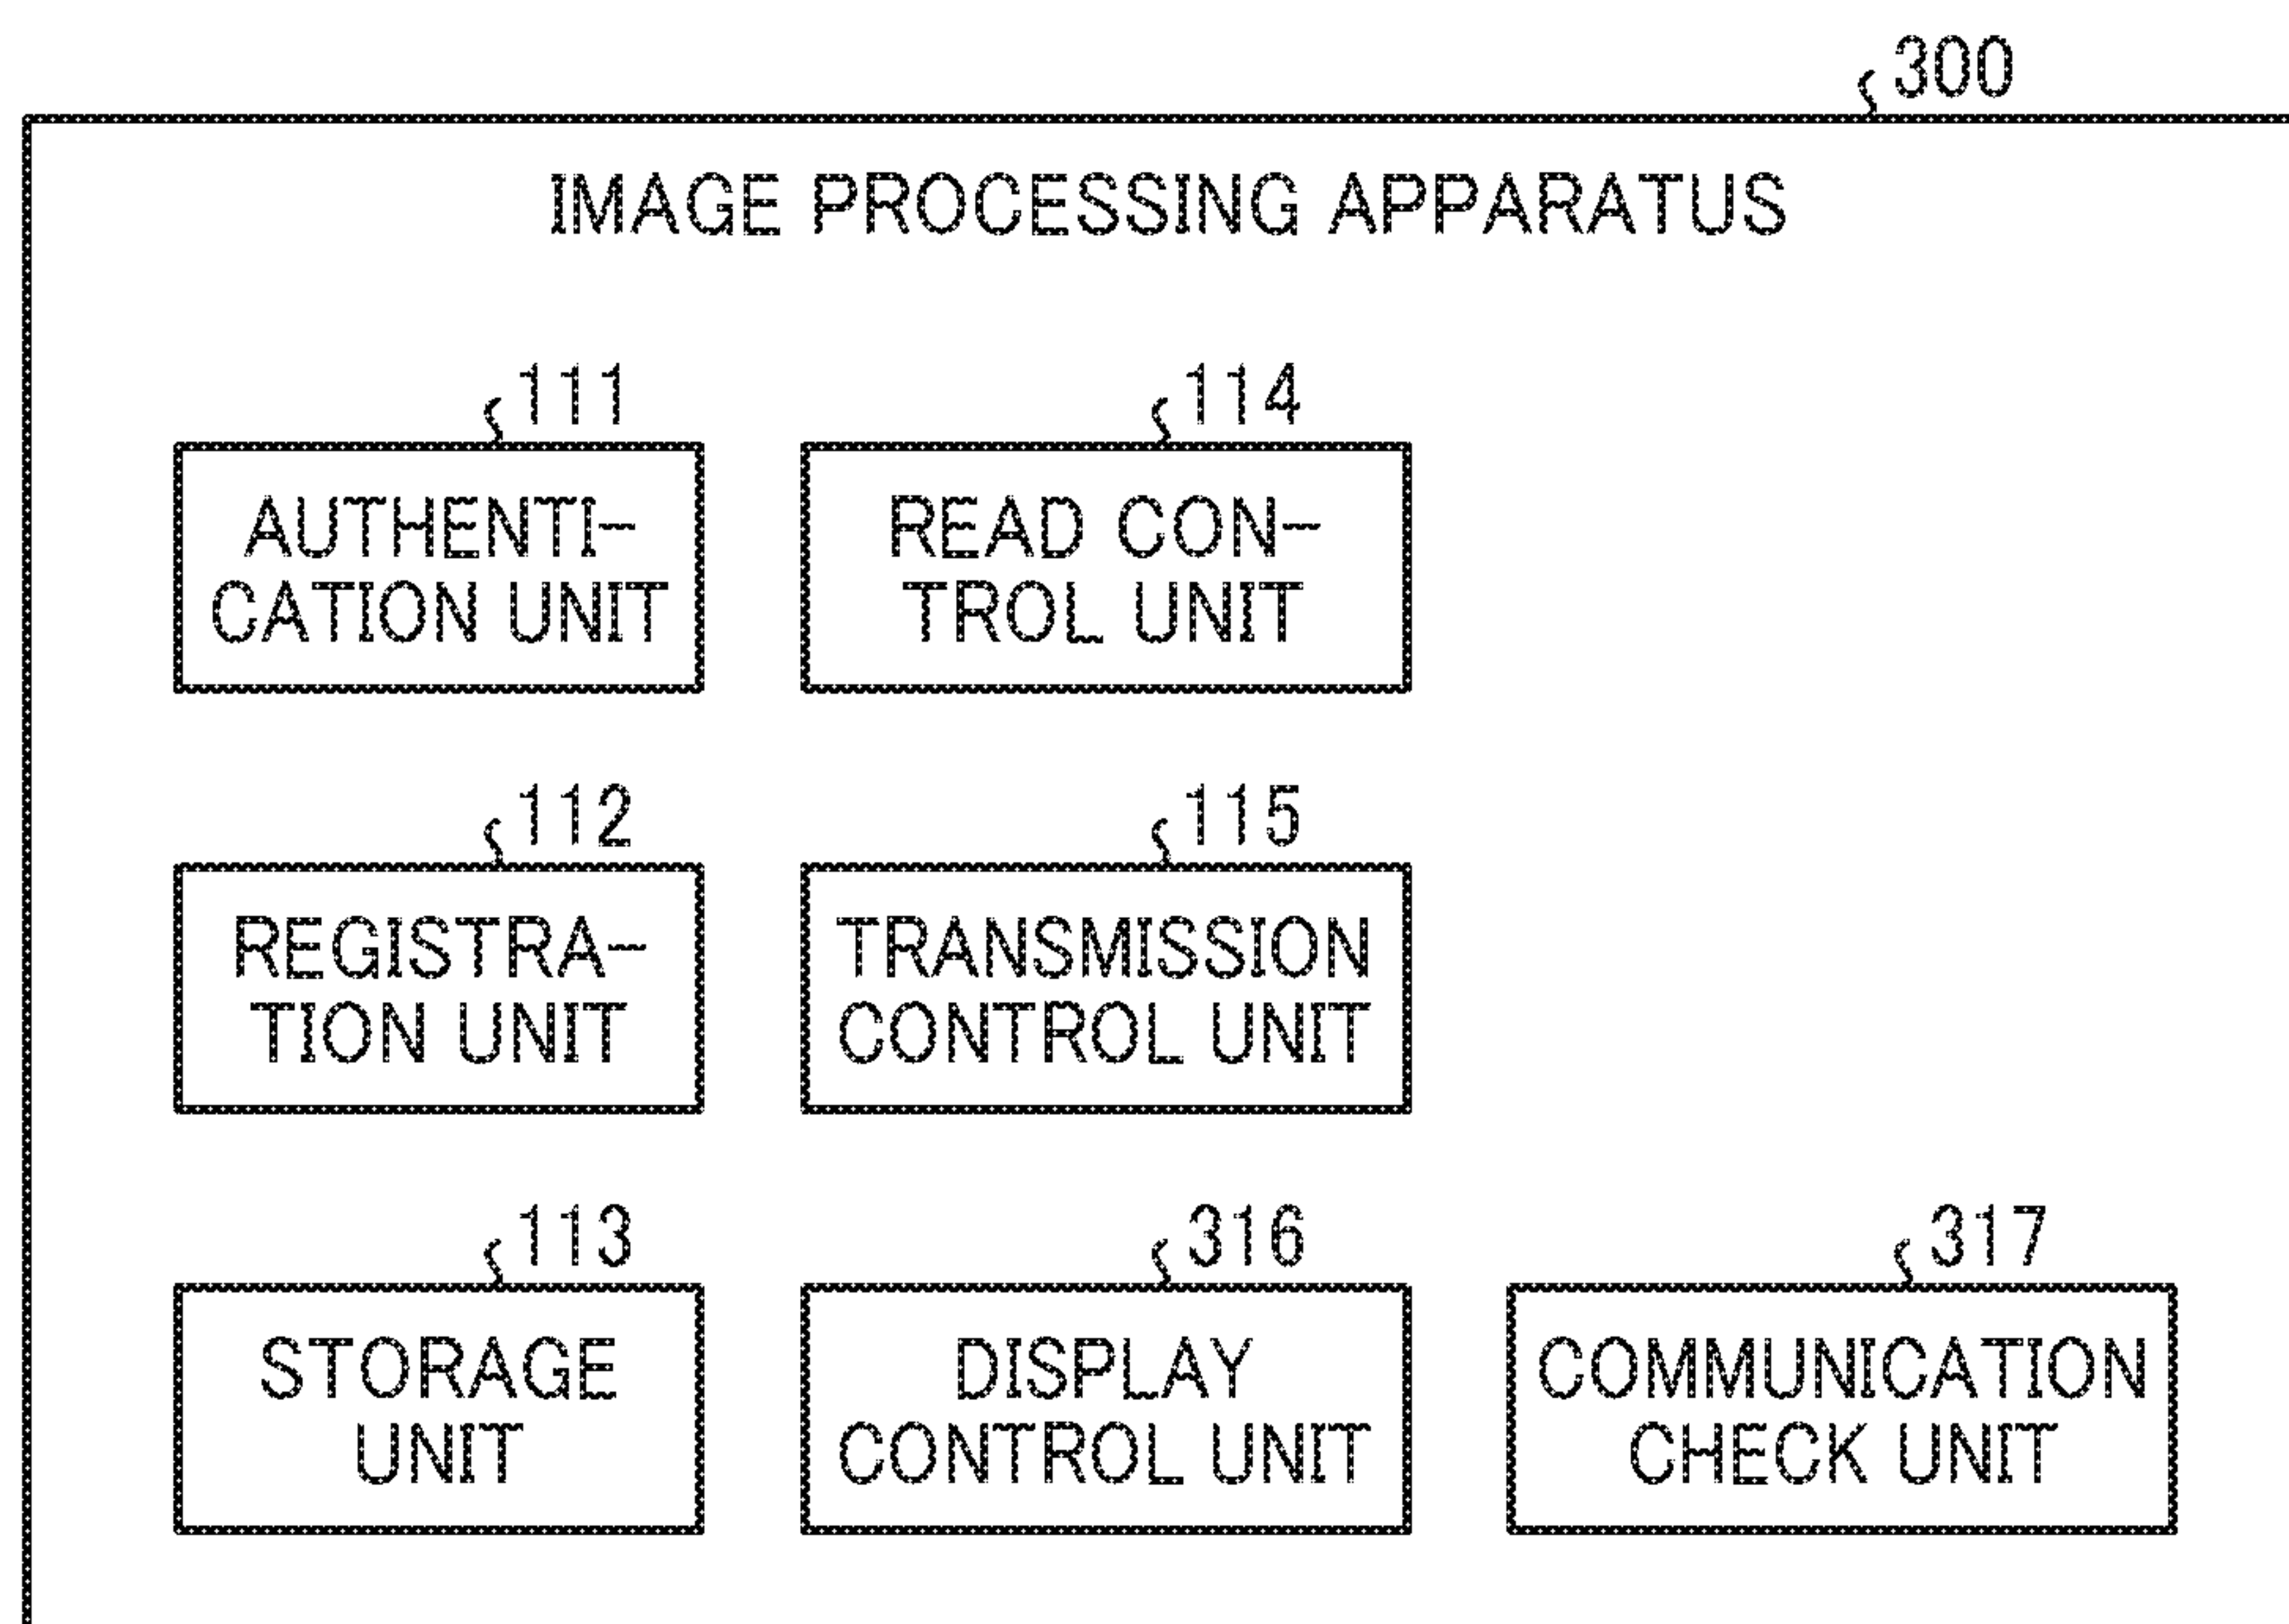 300
IMAGE PROCESSING APPARATUS
111
AUTHENTI-
CATION UNIT
114
READ CON-
TROL UNIT
112
REGISTRA-
TION UNIT
115
TRANSMISSION
CONTROL UNIT
113
STORAGE
UNIT
316
DISPLAY
CONTROL UNIT
317
COMMUNICATION
CHECK UNIT